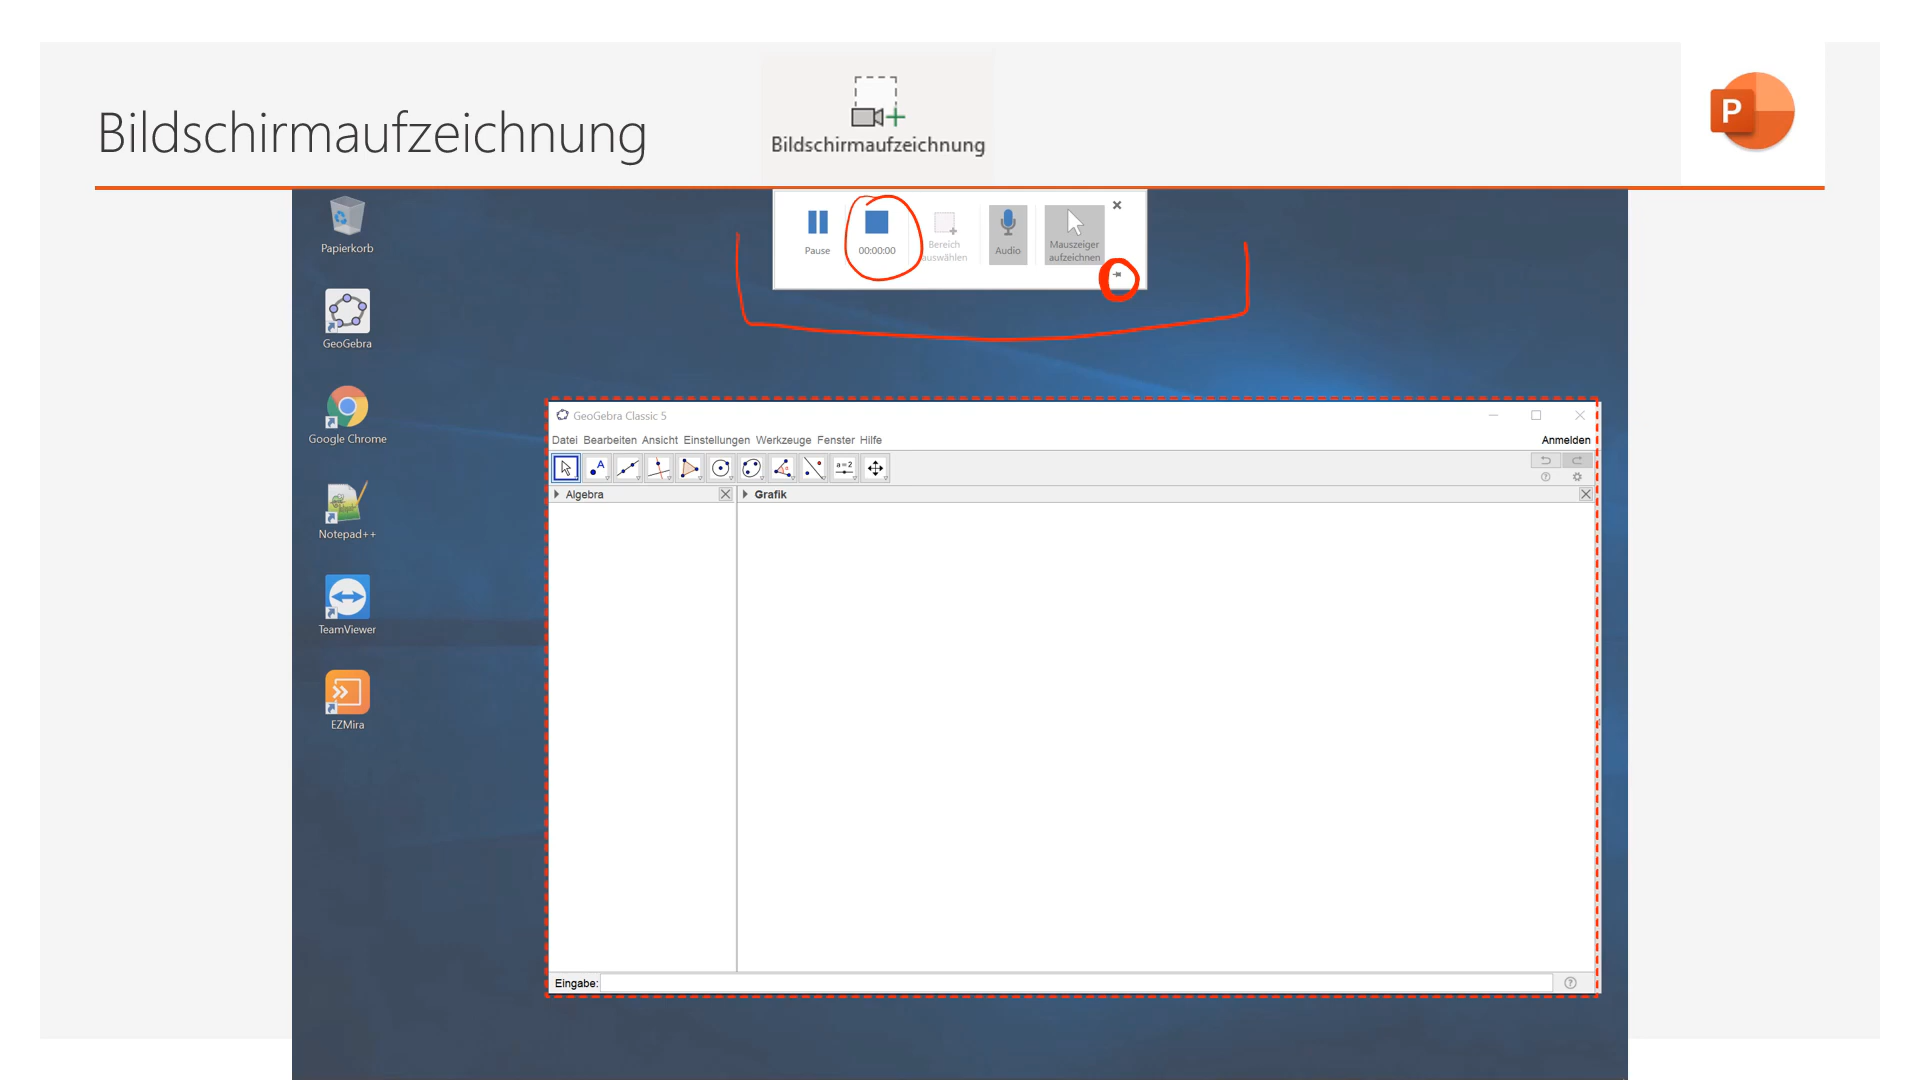 Bildschirmaufzeichnung
Bildschirmaufzeichnung
P
Pause
00:00:00
Bereich
auswählen
Audio
Mauszeiger
aufzeichnen
Papierkorb
GeoGebra
Google Chrome
Notepad++
TeamViewer
EZMira
GeoGebra Classic 5
Datei Bearbeiten Ansicht Einstellungen Werkzeuge Fenster Hilfe
Anmelden
A
a=2
Algebra
Grafik
Eingabe: